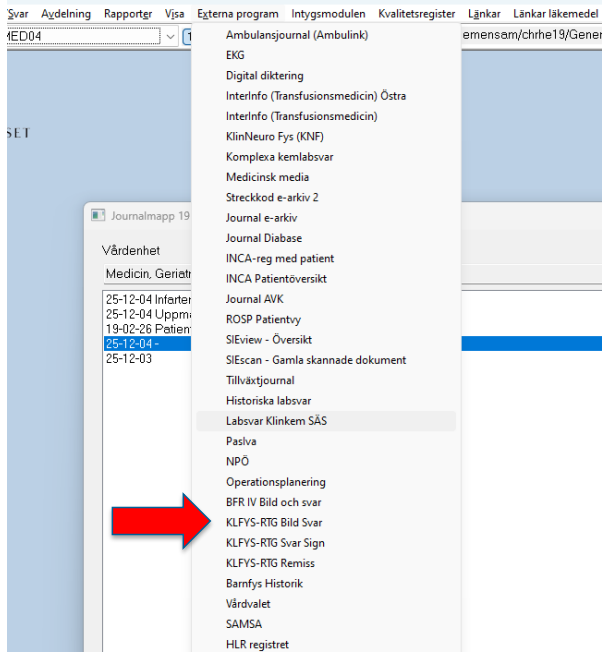 Svar Avdelning Rapporter Visa Externa program Intygsmodulen Kvalitetsregister Länkar Länkar läkemedel
MED04
1
emensam/chrhe19/Gener
SET
Ambulansjournal (Ambulink)
EKG
Digital diktering
InterInfo (Transfusionsmedicin) Östra
InterInfo (Transfusionsmedicin)
KlinNeuro Fys (KNF)
Komplexa kemlabsvar
Medicinsk media
Streckkod e-arkiv 2
Journal e-arkiv
Journal Diabase
INCA-reg med patient
INCA Patientöversikt
Journal AVK
ROSP Patientvy
SIEview - Översikt
SIEscan - Gamla skannade dokument
Tillväxtjournal
Historiska labsvar
Labsvar Klinkem SÄS
Paslva
NPÖ
Operationsplanering
BFR IV Bild och svar
KLFYS-RTG Bild Svar
KLFYS-RTG Svar Sign
KLFYS-RTG Remiss
Barnfys Historik
Vårdvalet
SAMSA
HLR registret
Journalmapp 19
Vårdenhet
Medicin, Geriatr
25-12-04 Infarter
25-12-04 Uppmä
19-02-26 Patien
25-12-04 -
25-12-03